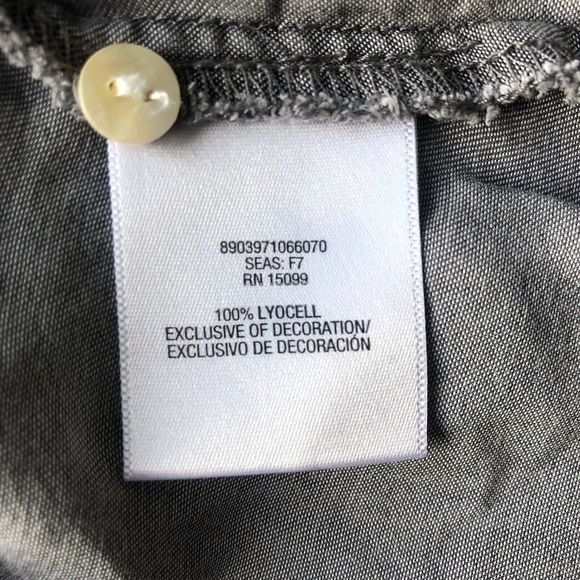 8903971066070
SEAS: F7
RN 15099
100% LYOCELL
EXCLUSIVE OF DECORATION/
EXCLUSIVO DE DECORACIÓN